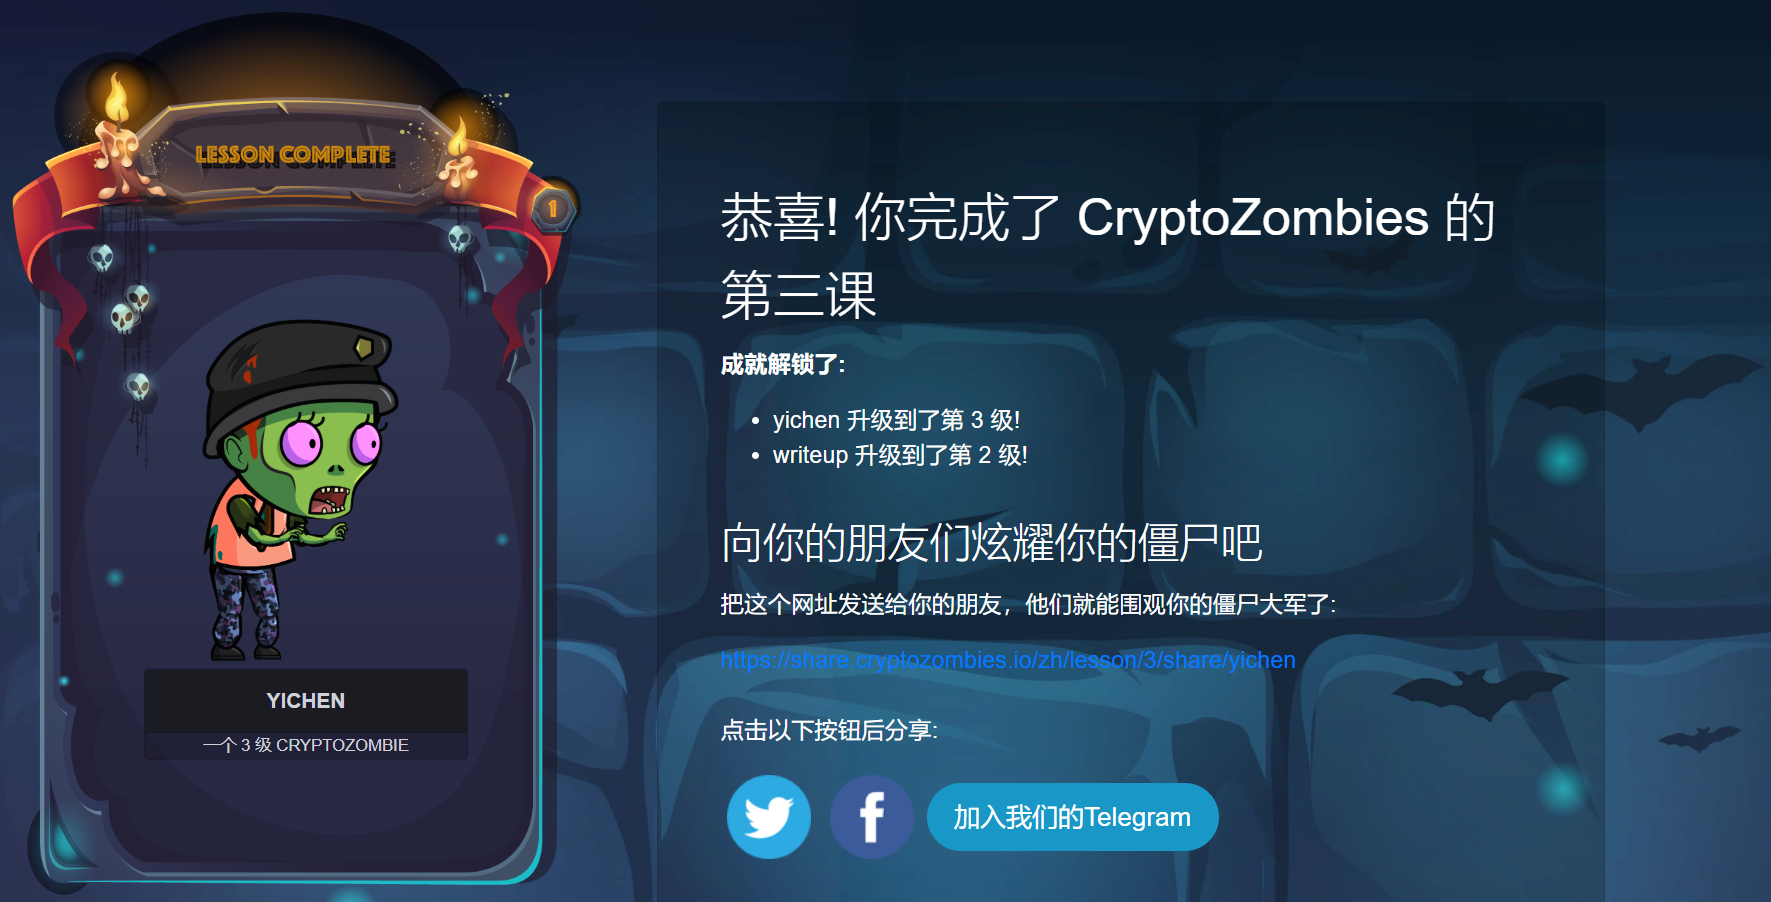 LESSON COMPLETE
1
YICHEN
一个 3 级 CRYPTOZOMBIE
恭喜! 你完成了 CryptoZombies 的
第三课
成就解锁了:
yichen 升级到了第 3 级!
writeup 升级到了第 2 级!
向你的朋友们炫耀你的僵尸吧
把这个网址发送给你的朋友，他们就能围观你的僵尸大军了:
https://share.cryptozombies.io/zh/lesson/3/share/yichen
点击以下按钮后分享:
加入我们的Telegram